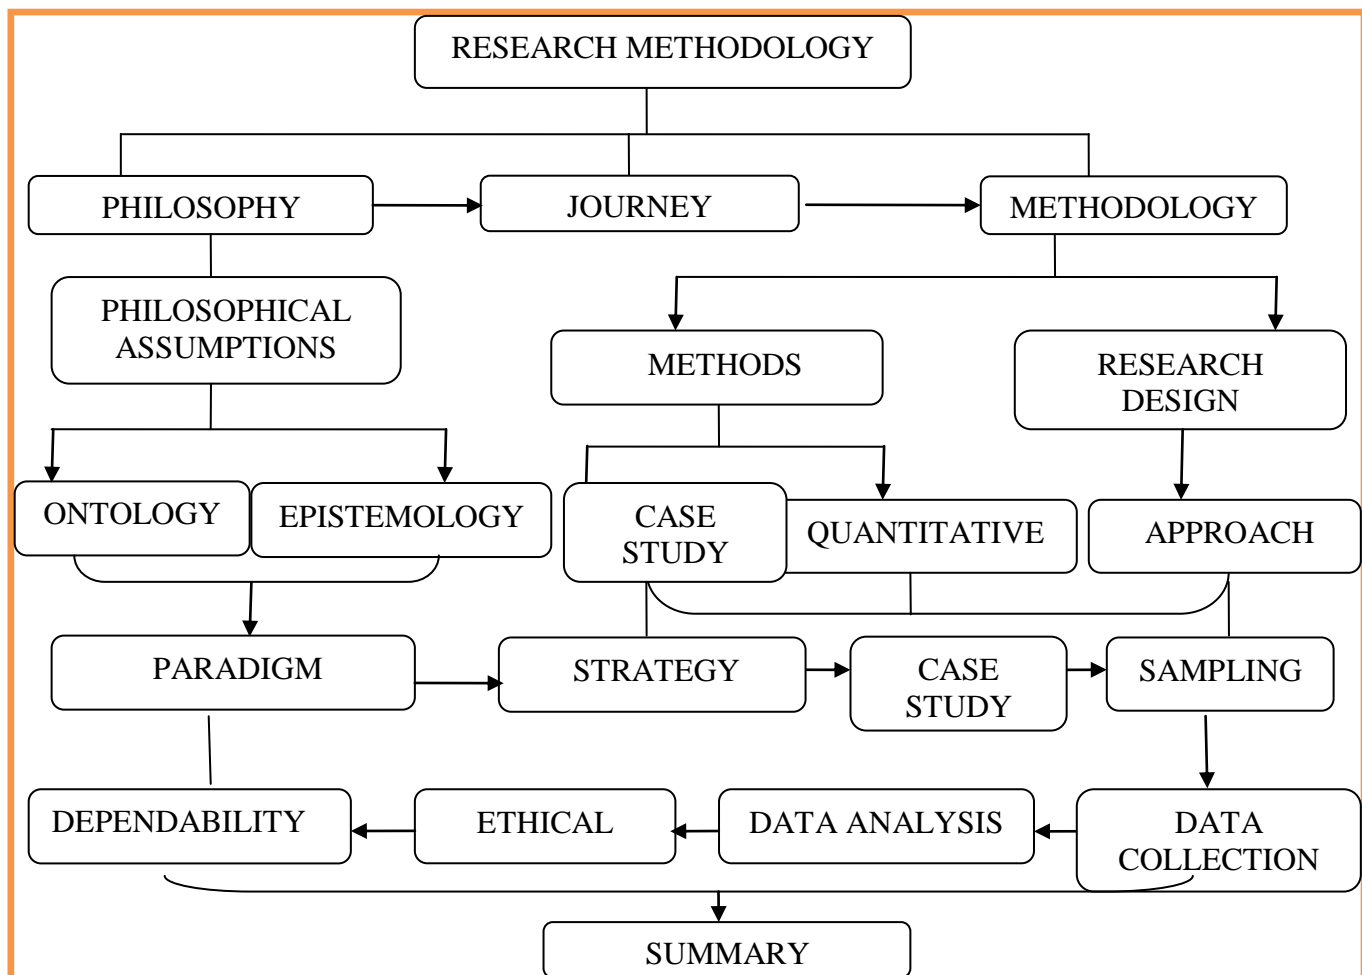 RESEARCH METHODOLOGY
PHILOSOPHY
JOURNEY
METHODOLOGY
PHILOSOPHICAL
ASSUMPTIONS
METHODS
RESEARCH
DESIGN
ONTOLOGY
EPISTEMOLOGY
CASE
STUDY
QUANTITATIVE
APPROACH
PARADIGM
STRATEGY
CASE
STUDY
SAMPLING
DEPENDABILITY
ETHICAL
DATA ANALYSIS
DATA
COLLECTION
SUMMARY